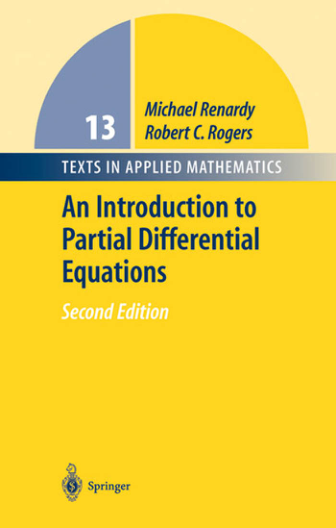 Michael Renardy
13
Robert C. Rogers
TEXTS IN APPLIED MATHEMATICS
An Introduction to
Partial Differential
Equations
Second Edition
Springer